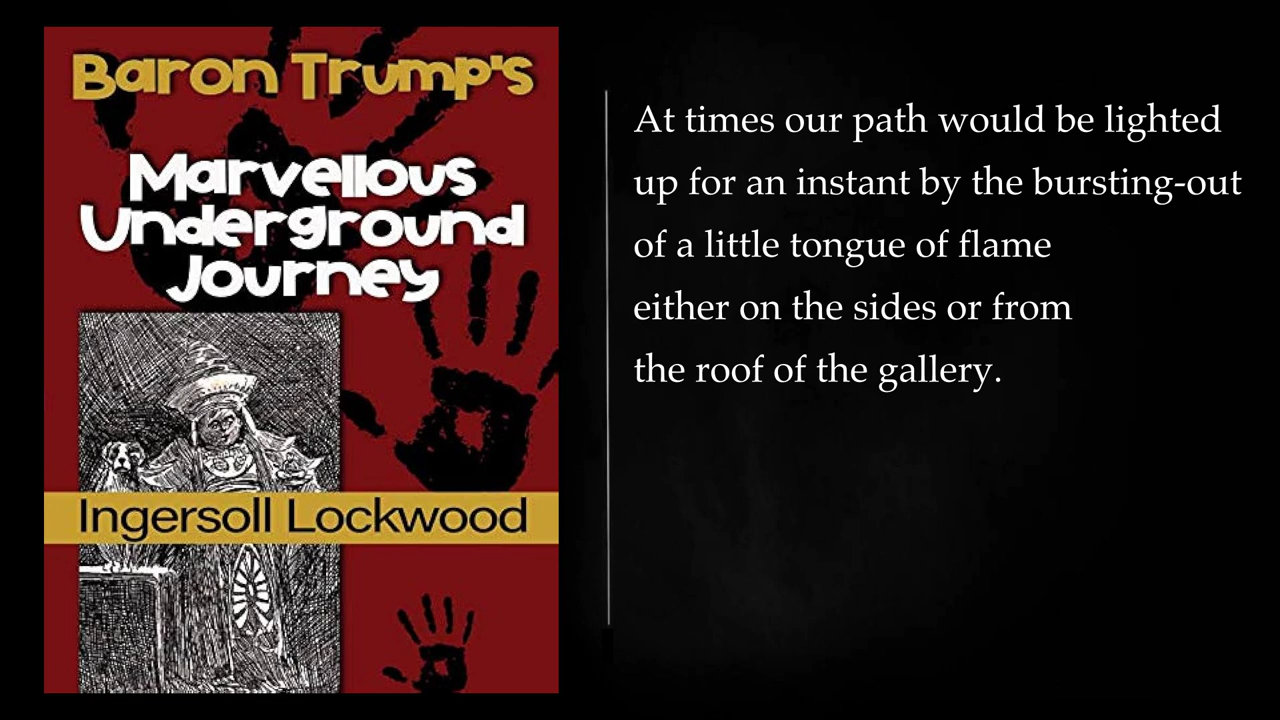 Baron Trump's
Marvellous
Underground
Journey
Ingersoll Lockwood
At times our path would be lighted
up for an instant by the bursting-out
of a little tongue of flame
either on the sides or from
the roof of the gallery.